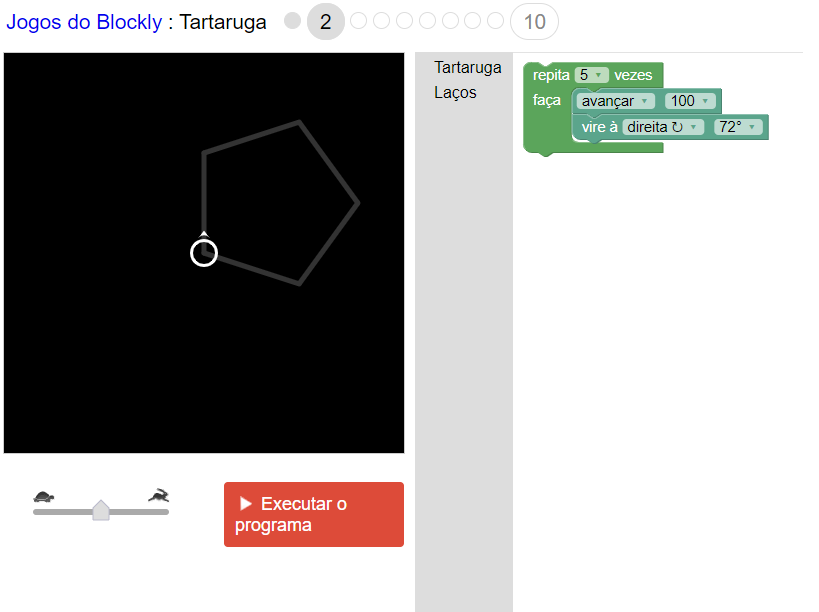 Jogos do Blockly : Tartaruga 2 10
Tartaruga
Laços
repita 5 vezes
faça avançar 100
vire à direita ↻ 72°
Executar o
programa